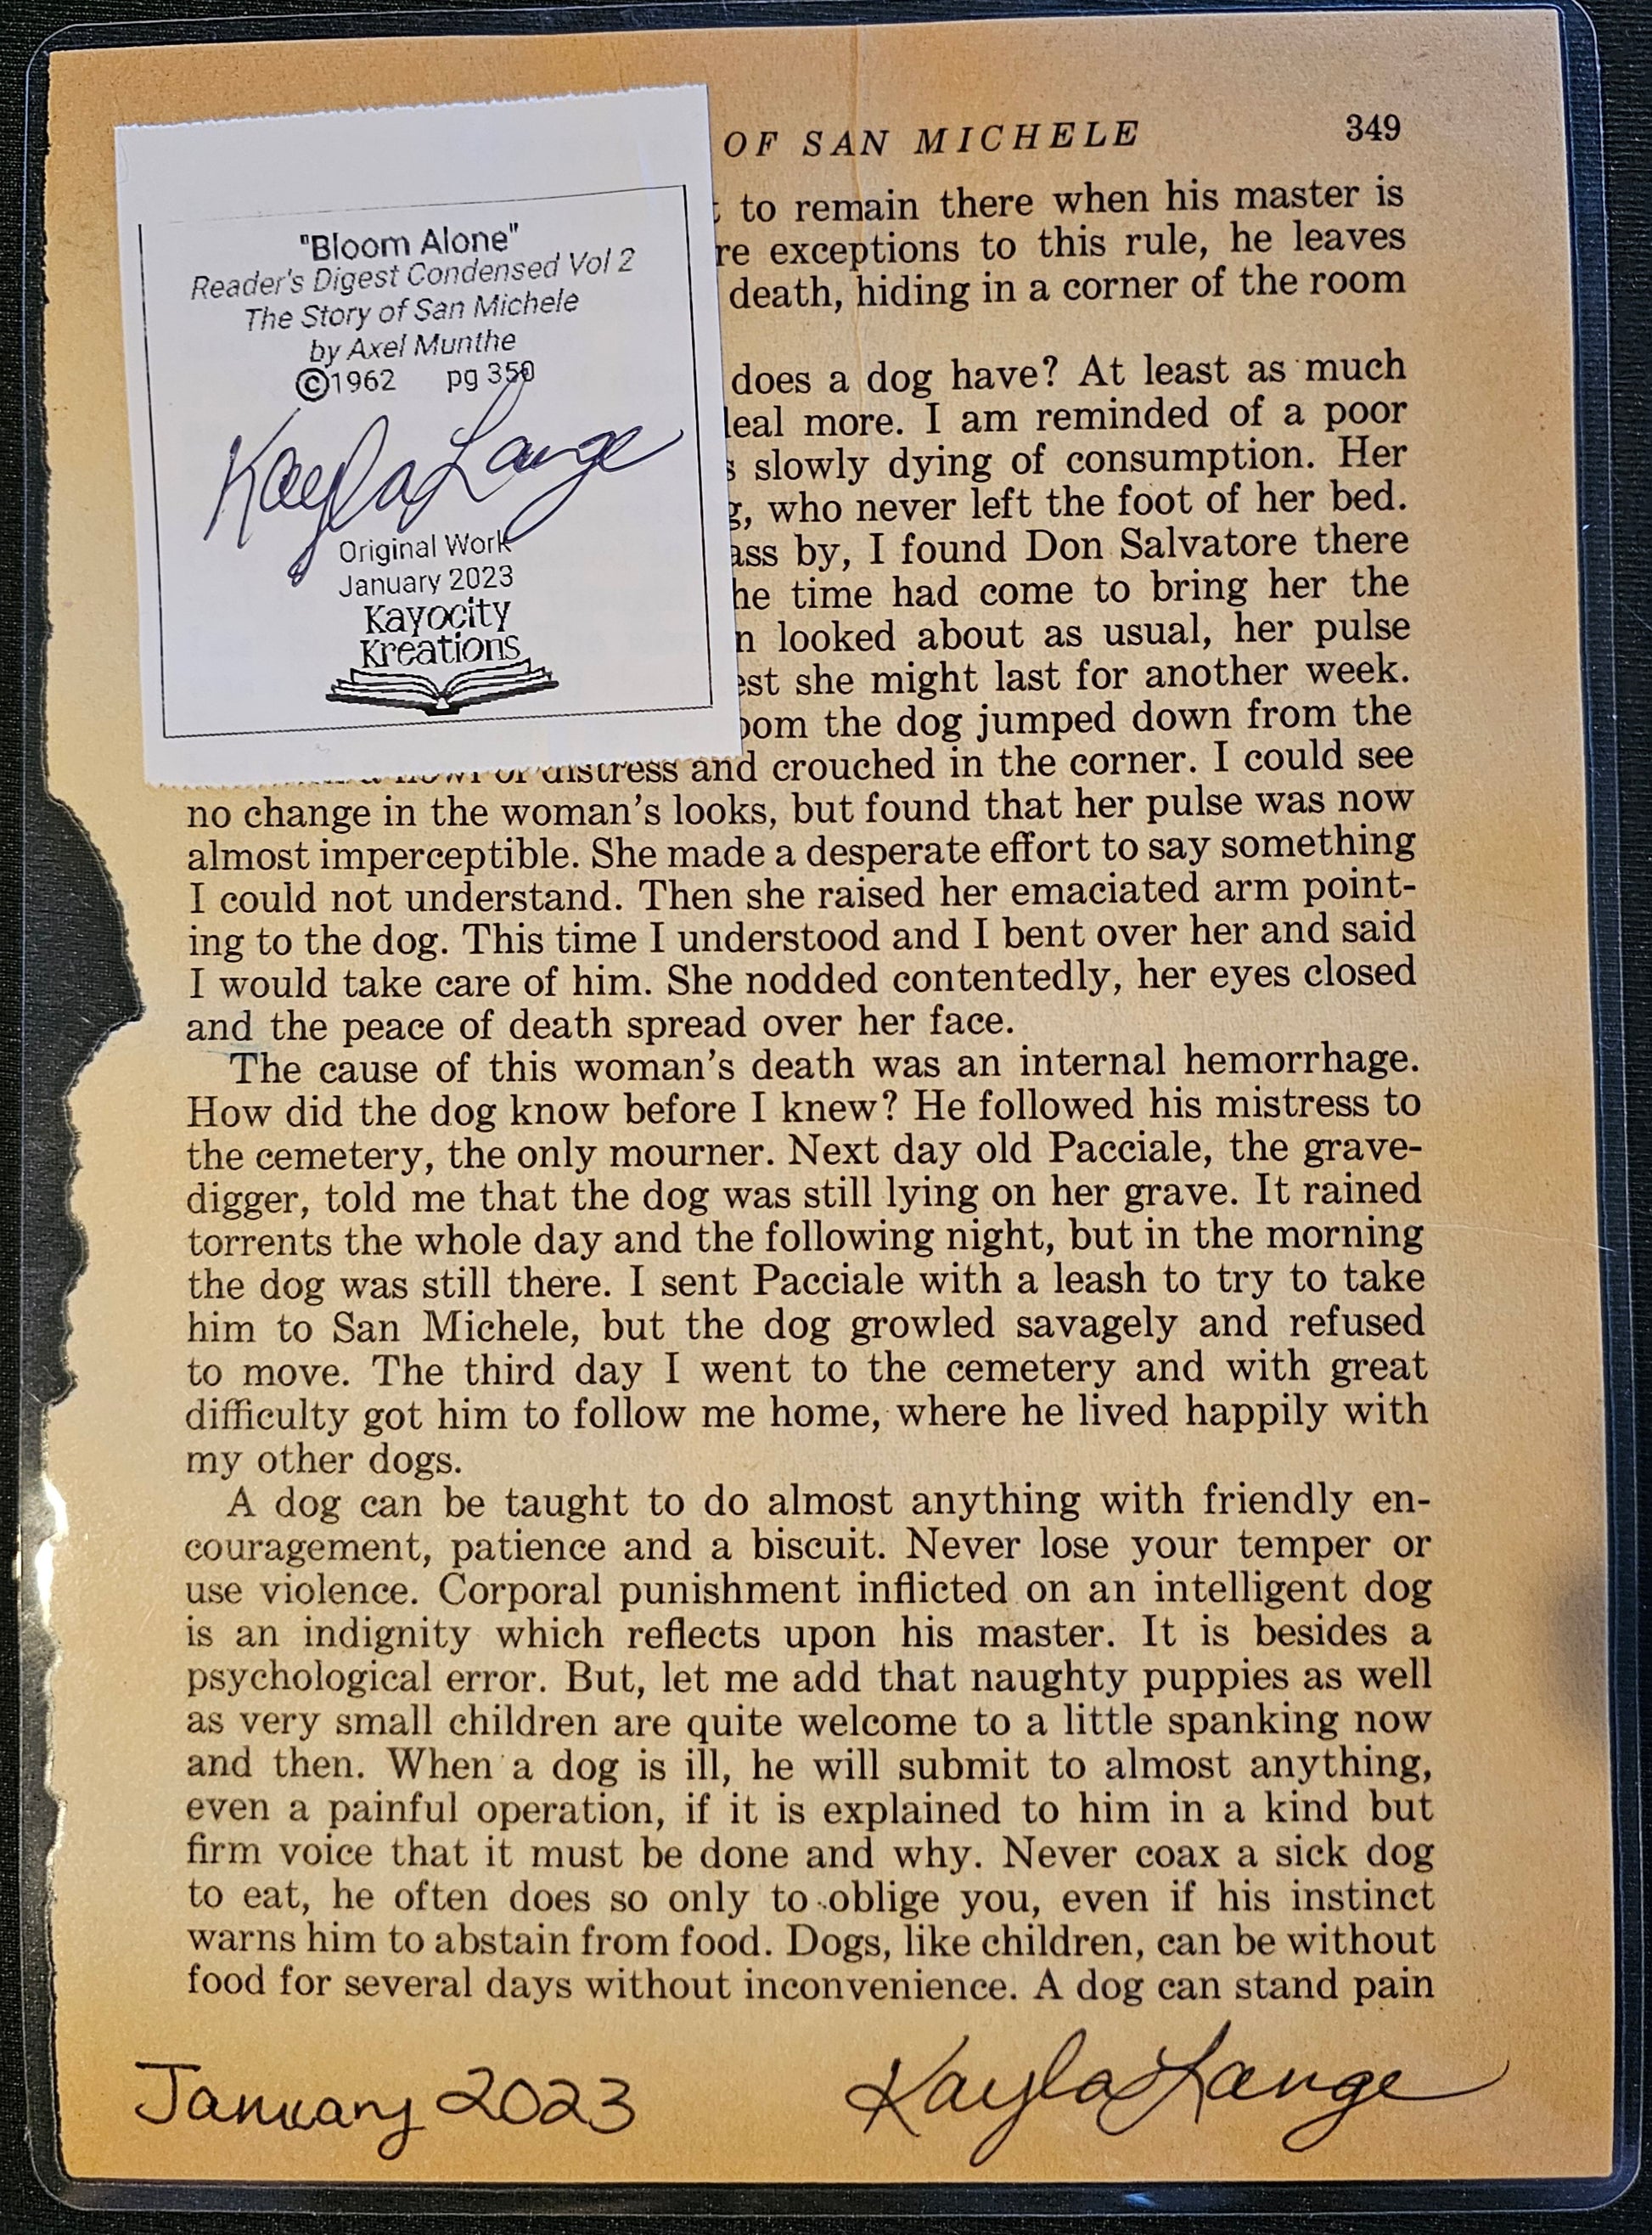 OF SAN MICHELE 349
"Bloom Alone"
Reader's Digest Condensed Vol 2
The Story of San Michele
by Axel Munthe
©1962 pg 350
Kayla Lange
Original Work
January 2023
Kayocity
Kreations
to remain there when his master is
re exceptions to this rule, he leaves
death, hiding in a corner of the room
does a dog have? At least as much
leal more. I am reminded of a poor
s slowly dying of consumption. Her
g, who never left the foot of her bed.
ass by, I found Don Salvatore there
he time had come to bring her the
n looked about as usual, her pulse
est she might last for another week.
oom the dog jumped down from the
distress and crouched in the corner. I could see
no change in the woman's looks, but found that her pulse was now
almost imperceptible. She made a desperate effort to say something
I could not understand. Then she raised her emaciated arm point-
ing to the dog. This time I understood and I bent over her and said
I would take care of him. She nodded contentedly, her eyes closed
and the peace of death spread over her face.
The cause of this woman's death was an internal hemorrhage.
How did the dog know before I knew? He followed his mistress to
the cemetery, the only mourner. Next day old Pacciale, the grave-
digger, told me that the dog was still lying on her grave. It rained
torrents the whole day and the following night, but in the morning
the dog was still there. I sent Pacciale with a leash to try to take
him to San Michele, but the dog growled savagely and refused
to move. The third day I went to the cemetery and with great
difficulty got him to follow me home, where he lived happily with
my other dogs.
A dog can be taught to do almost anything with friendly en-
couragement, patience and a biscuit. Never lose your temper or
use violence. Corporal punishment inflicted on an intelligent dog
is an indignity which reflects upon his master. It is besides a
psychological error. But, let me add that naughty puppies as well
as very small children are quite welcome to a little spanking now
and then. When a dog is ill, he will submit to almost anything,
even a painful operation, if it is explained to him in a kind but
firm voice that it must be done and why. Never coax a sick dog
to eat, he often does so only to oblige you, even if his instinct
warns him to abstain from food. Dogs, like children, can be without
food for several days without inconvenience. A dog can stand pain
January 2023 Kayla Lange